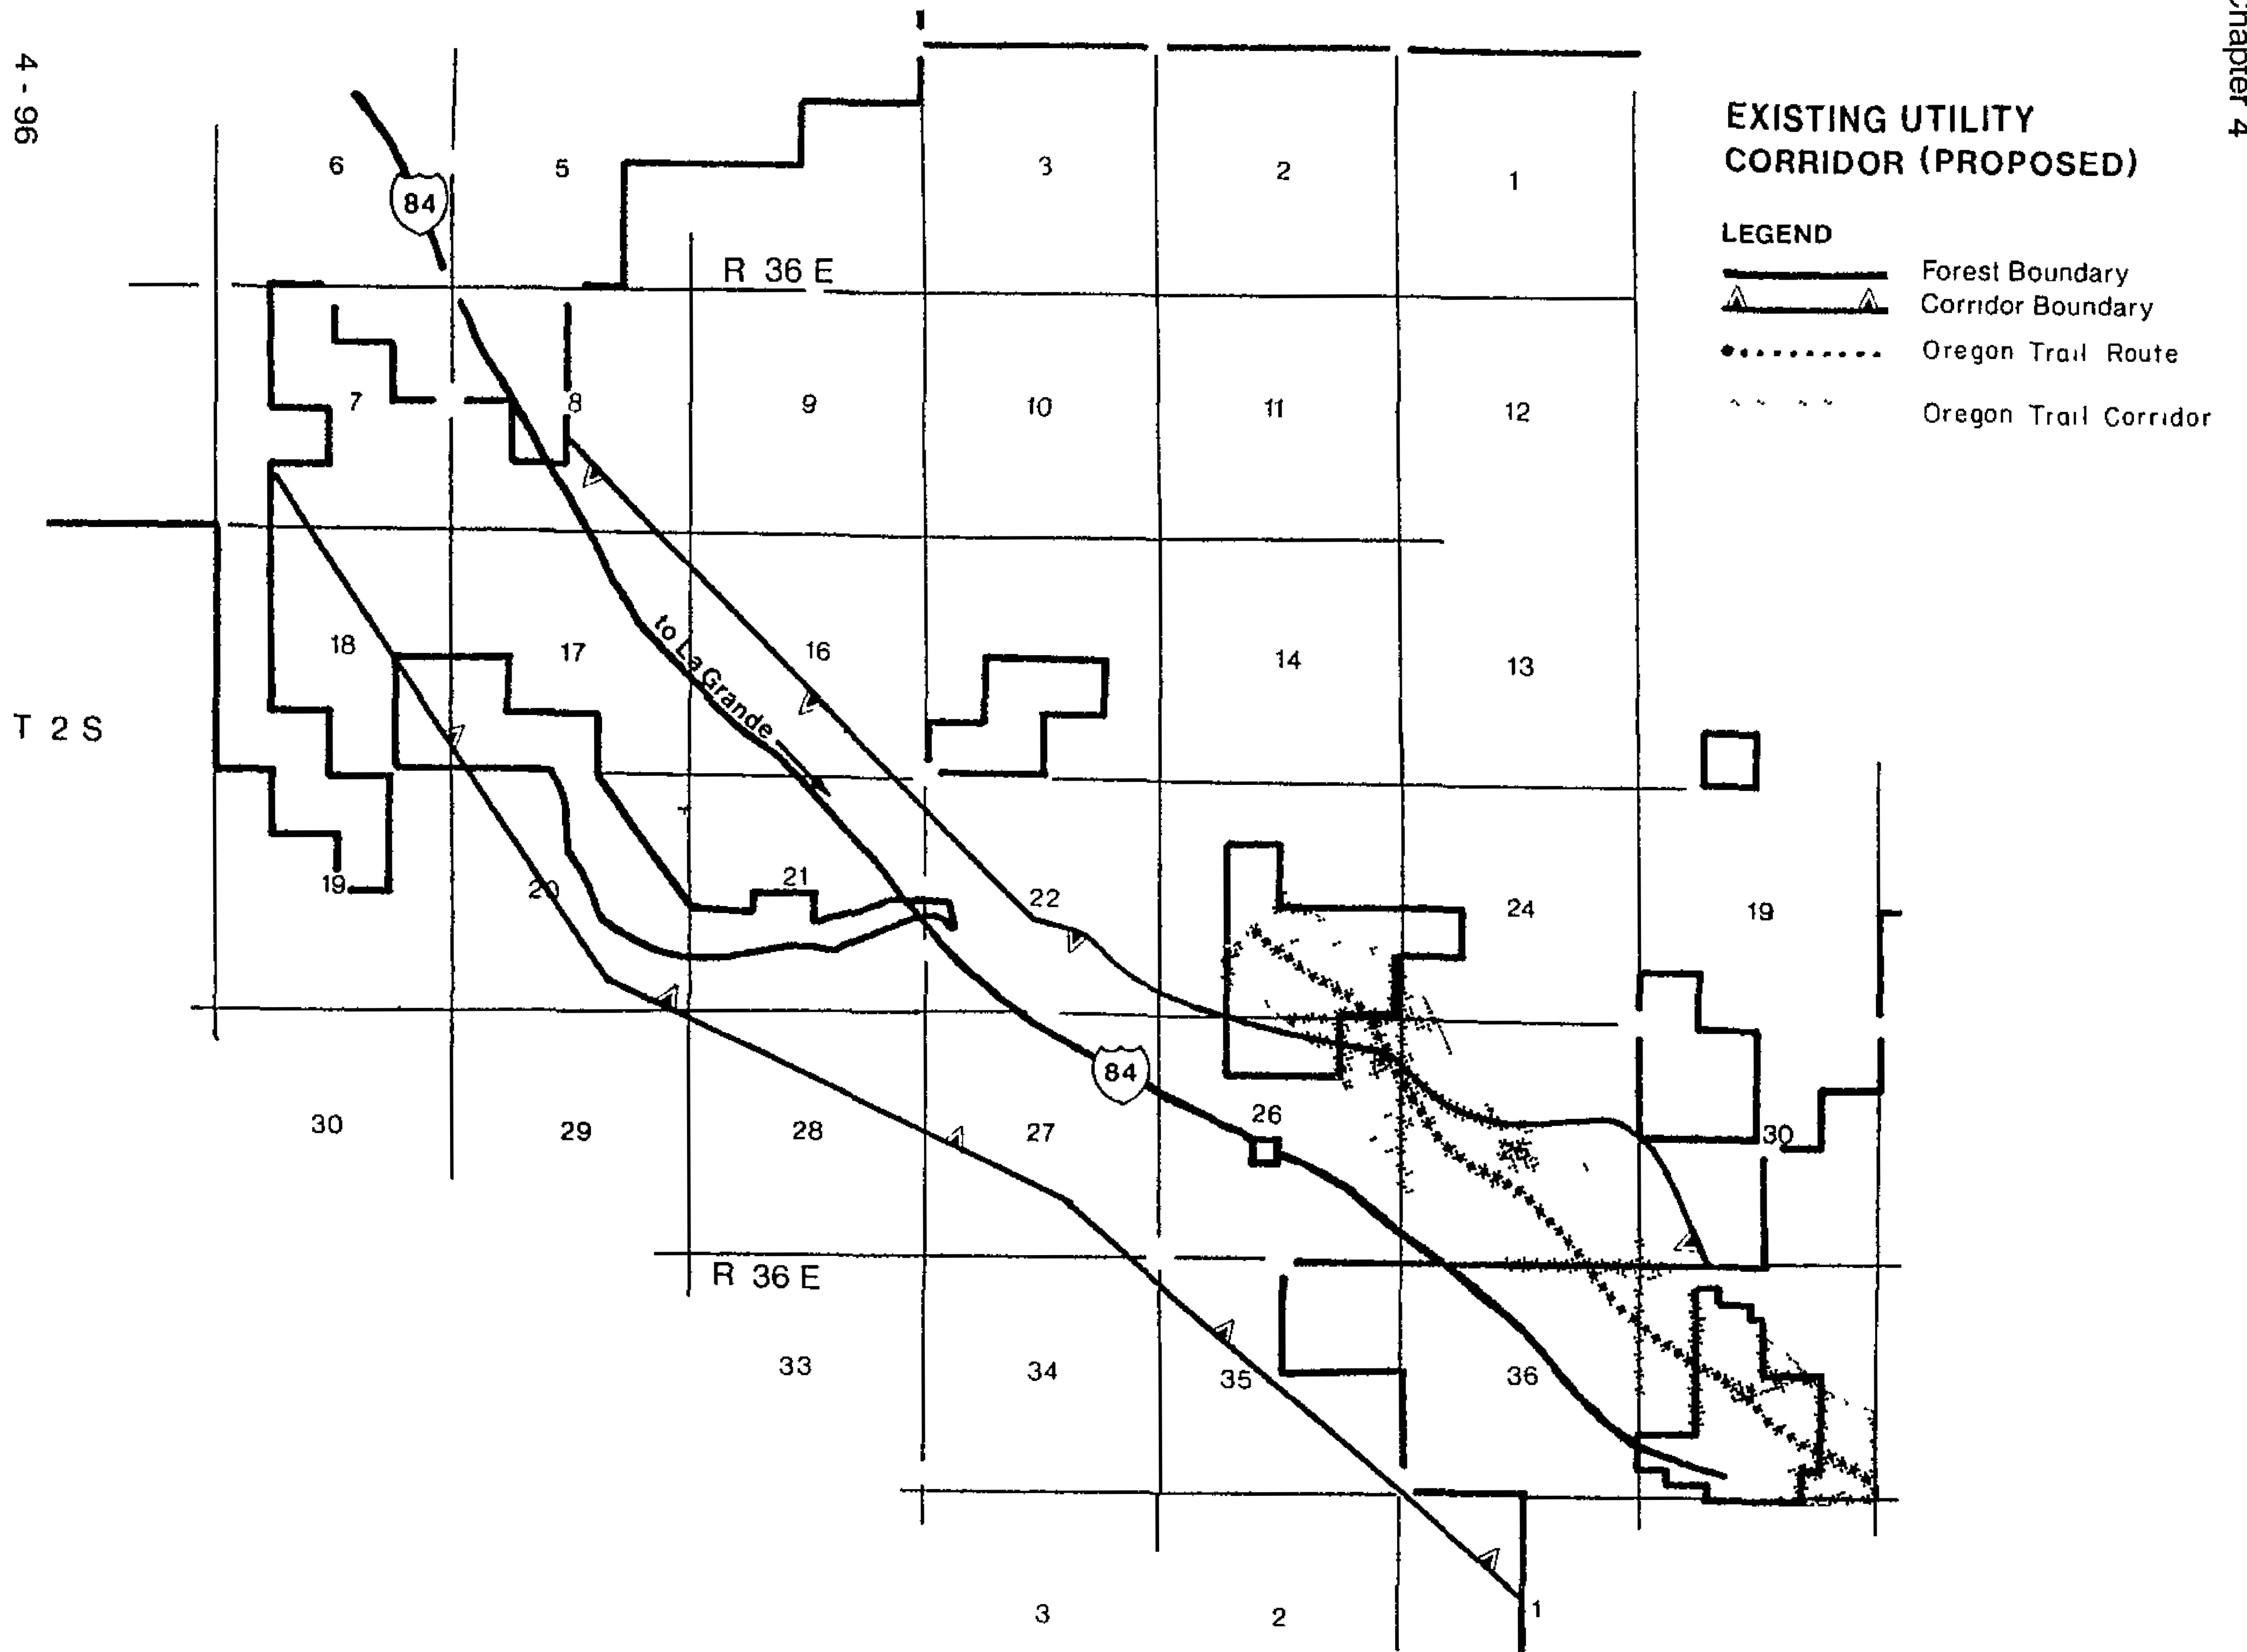 Chapter 4
4 - 96
EXISTING UTILITY
CORRIDOR (PROPOSED)
LEGEND
Forest Boundary
Corridor Boundary
Oregon Trail Route
Oregon Trail Corridor
6
84
5
3
2
1
R 36 E
7
8
9
10
11
12
18
17
to La Grande
16
14
13
T 2 S
19
20
21
22
24
19
84
30
29
28
27
26
30
R 36 E
33
34
35
36
3
2
1